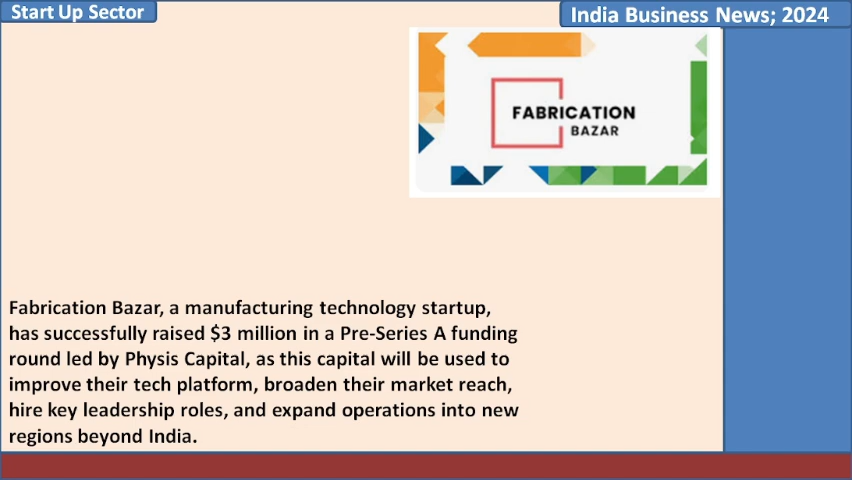 Start Up Sector
India Business News; 2024
FABRICATION
BAZAR
Fabrication Bazar, a manufacturing technology startup,
has successfully raised $3 million in a Pre-Series A funding
round led by Physis Capital, as this capital will be used to
improve their tech platform, broaden their market reach,
hire key leadership roles, and expand operations into new
regions beyond India.